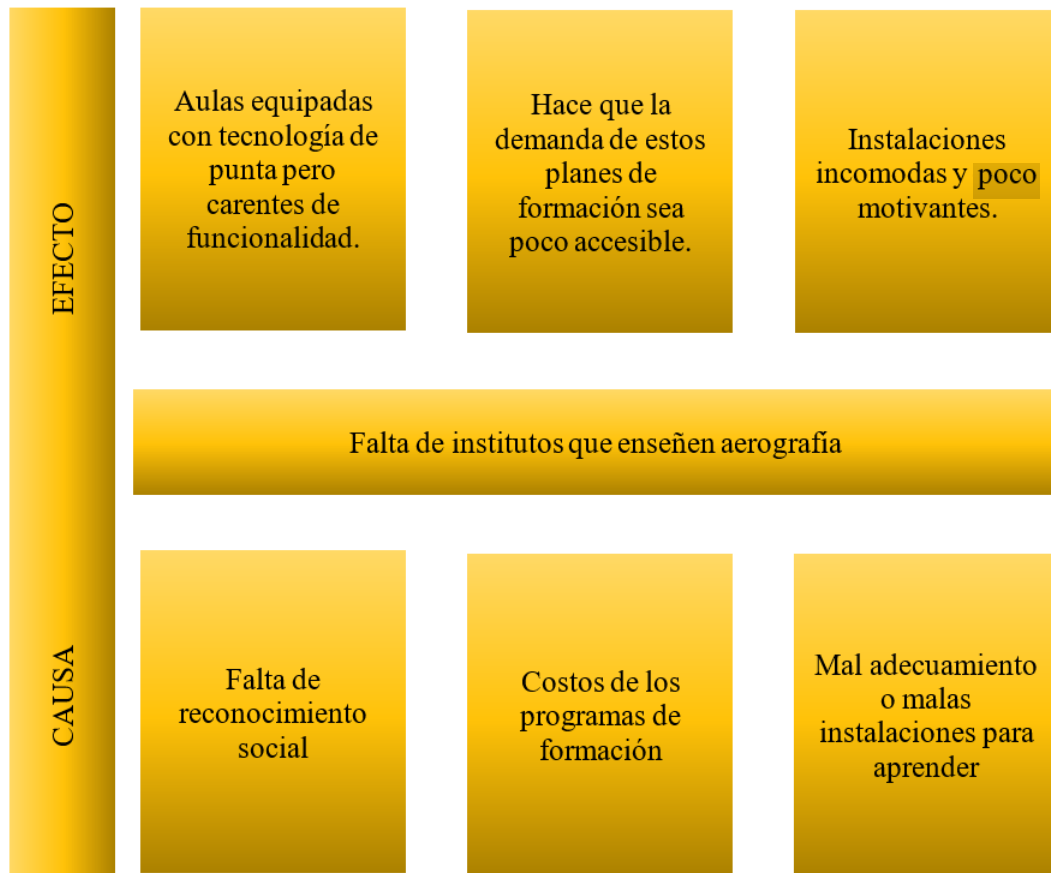 EFECTO
Aulas equipadas
con tecnología de
punta pero
carentes de
funcionalidad.
Hace que la
demanda de estos
planes de
formación sea
poco accesible.
Instalaciones
incomodas y poco
motivantes.
Falta de institutos que enseñen aerografía
CAUSA
Falta de
reconocimiento
social
Costos de los
programas de
formación
Mal adecuamiento
o malas
instalaciones para
aprender